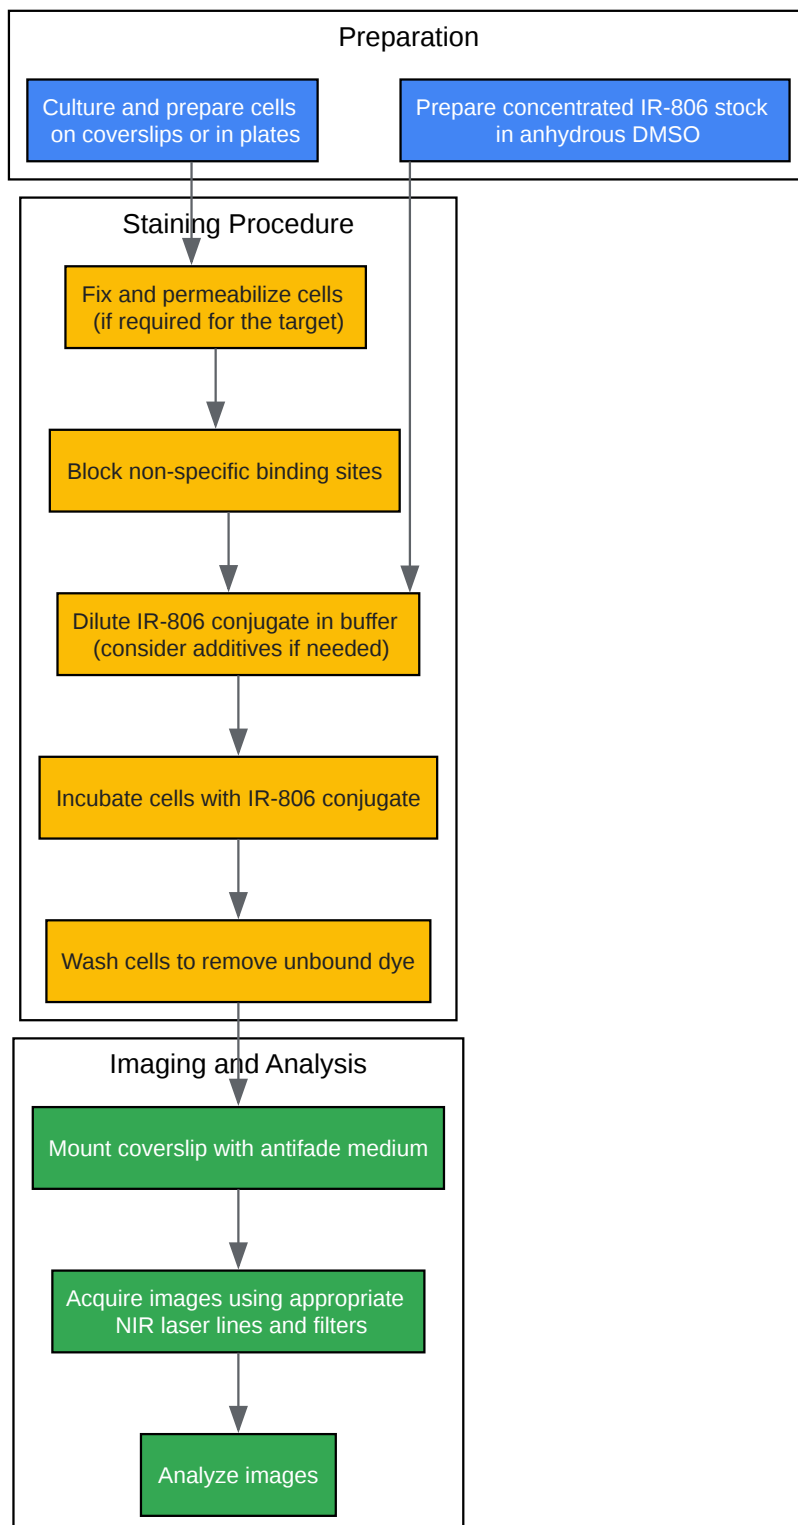 Preparation
Culture and prepare cells
on coverslips or in plates
Prepare concentrated IR-806 stock
in anhydrous DMSO
Staining Procedure
Fix and permeabilize cells
(if required for the target)
Block non-specific binding sites
Dilute IR-806 conjugate in buffer
(consider additives if needed)
Incubate cells with IR-806 conjugate
Wash cells to remove unbound dye
Imaging and Analysis
Mount coverslip with antifade medium
Acquire images using appropriate
NIR laser lines and filters
Analyze images